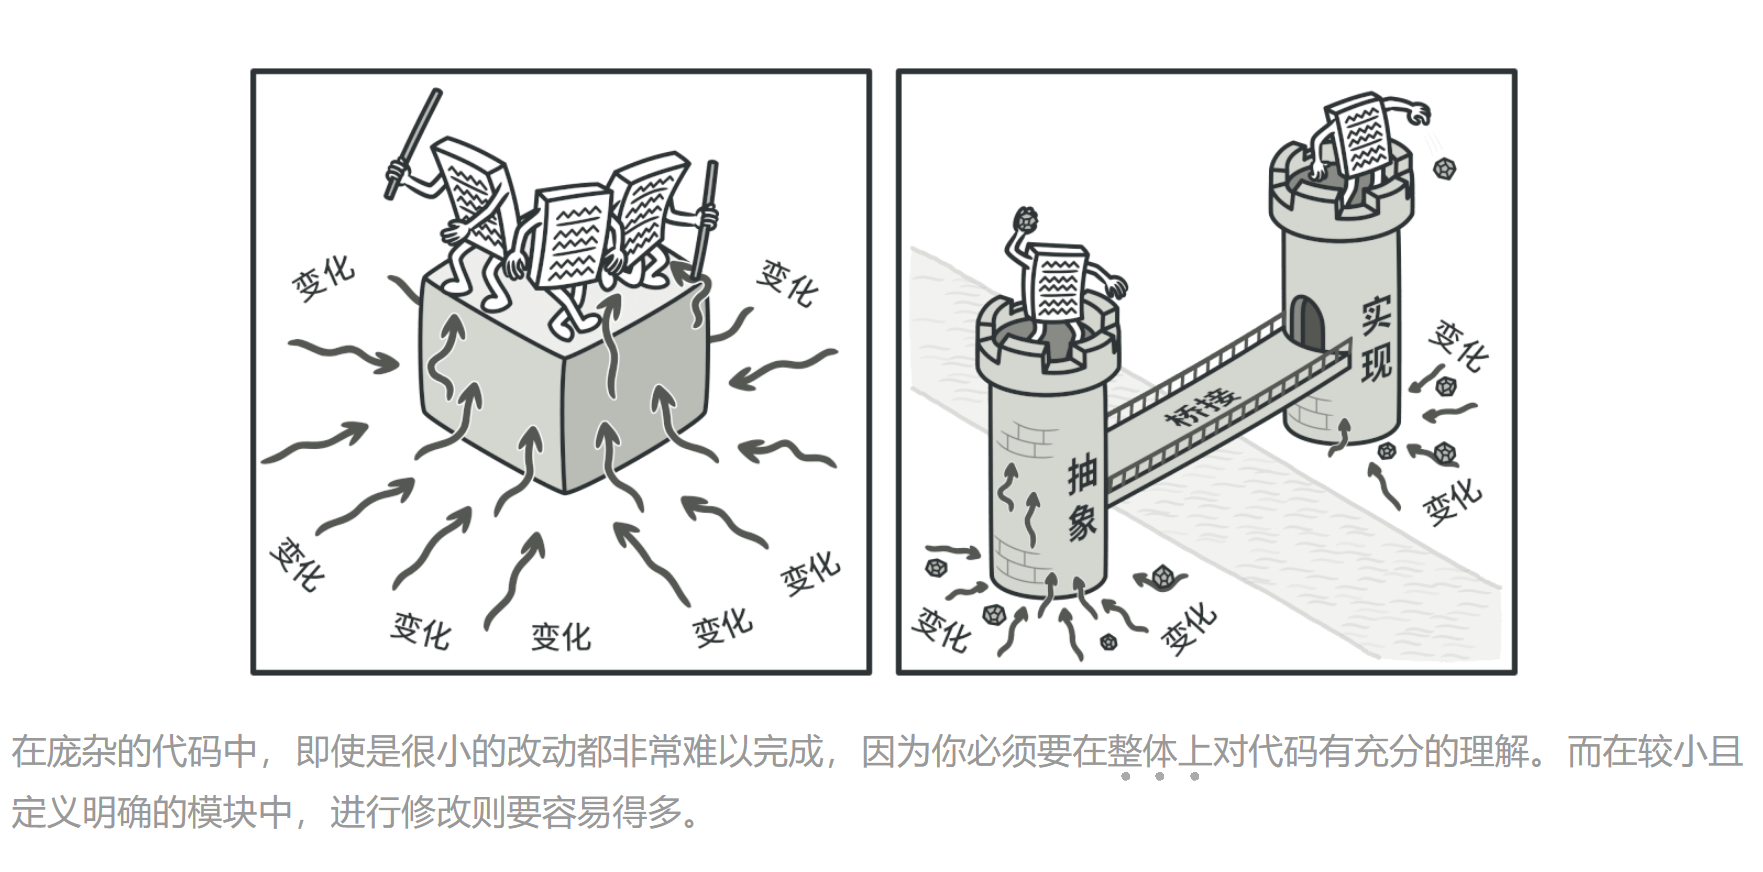 变化
变化
变化
变化
变化
变化
变化
实现
桥接
抽象
变化
变化
变化
变化
在庞杂的代码中，即使是很小的改动都非常难以完成，因为你必须要在整体上对代码有充分的理解。而在较小且
定义明确的模块中，进行修改则要容易得多。